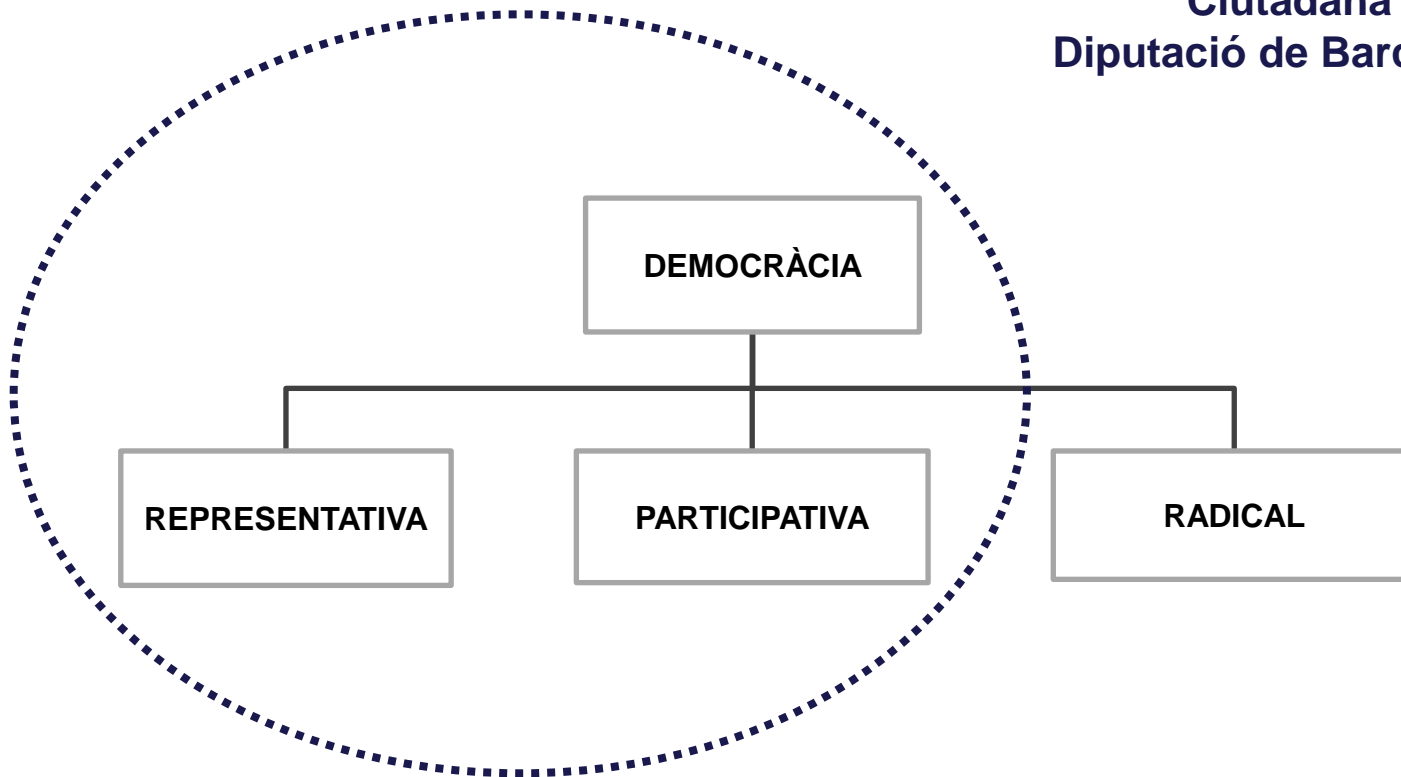 Ciutadana
Diputació de Barc
DEMOCRÀCIA
REPRESENTATIVA
PARTICIPATIVA
RADICAL